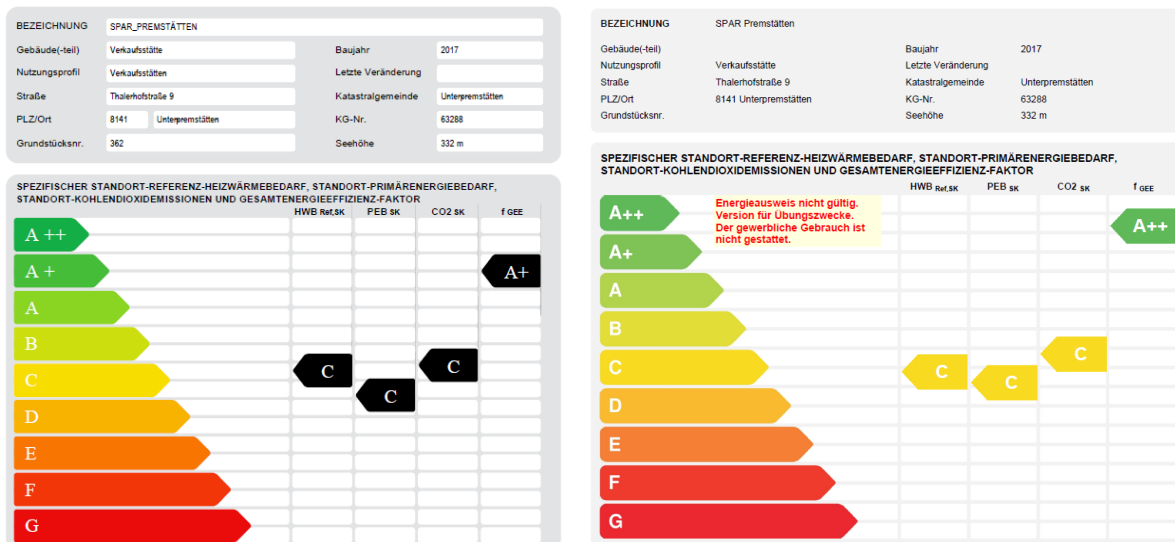 BEZEICHNUNG SPAR_PREMSTÄTTEN
Gebäude(-teil) Verkaufsstätte Baujahr 2017
Nutzungsprofil Verkaufsstätten Letzte Veränderung
Straße Thalerhofstraße 9 Katastralgemeinde Unterpremstätten
PLZ/Ort 8141 Unterpremstätten KG-Nr. 63288
Grundstücksnr. 362 Seehöhe 332 m
SPEZIFISCHER STANDORT-REFERENZ-HEIZWÄRMEBEDARF, STANDORT-PRIMÄRENERGIEBEDARF,
STANDORT-KOHLENDIOXIDEMISSIONEN UND GESAMTENERGIEEFFIZIENZ-FAKTOR
HWB Ref,SK PEB SK CO2 SK f GEE
A ++
A + A+
A
B
C C C C
D
E
F
G
BEZEICHNUNG SPAR Premstätten
Gebäude(-teil) Baujahr 2017
Nutzungsprofil Verkaufsstätte Letzte Veränderung
Straße Thalerhofstraße 9 Katastralgemeinde Unterpremstätten
PLZ/Ort 8141 Unterpremstätten KG-Nr. 63288
Grundstücksnr. Seehöhe 332 m
SPEZIFISCHER STANDORT-REFERENZ-HEIZWÄRMEBEDARF, STANDORT-PRIMÄRENERGIEBEDARF,
STANDORT-KOHLENDIOXIDEMISSIONEN UND GESAMTENERGIEEFFIZIENZ-FAKTOR
HWB Ref,SK PEB SK CO2 SK f GEE
Energieausweis nicht gültig.
Version für Übungszwecke.
Der gewerbliche Gebrauch ist
nicht gestattet.
A++ A++
A+
A
B
C C C C
D
E
F
G